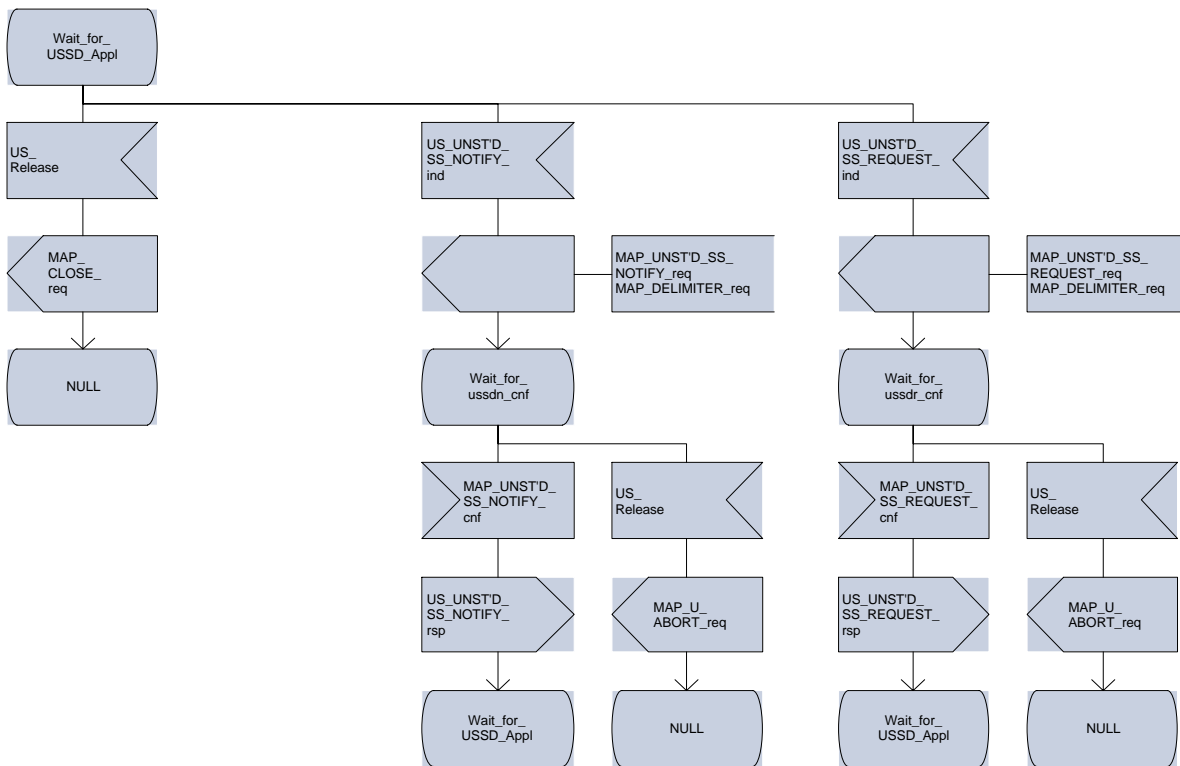 Wait_for_
USSD_Appl
US_
Release
US_UNST'D_
SS_NOTIFY_
ind
US_UNST'D_
SS_REQUEST_
ind
MAP_
CLOSE_
req
MAP_UNST'D_SS_
NOTIFY_req
MAP_DELIMITER_req
MAP_UNST'D_SS_
REQUEST_req
MAP_DELIMITER_req
NULL
Wait_for_
ussdn_cnf
Wait_for_
ussdr_cnf
MAP_UNST'D_
SS_NOTIFY_
cnf
US_
Release
MAP_UNST'D_
SS_REQUEST_
cnf
US_
Release
US_UNST'D_
SS_NOTIFY_
rsp
MAP_U_
ABORT_req
US_UNST'D_
SS_REQUEST_
rsp
MAP_U_
ABORT_req
Wait_for_
USSD_Appl
NULL
Wait_for_
USSD_Appl
NULL